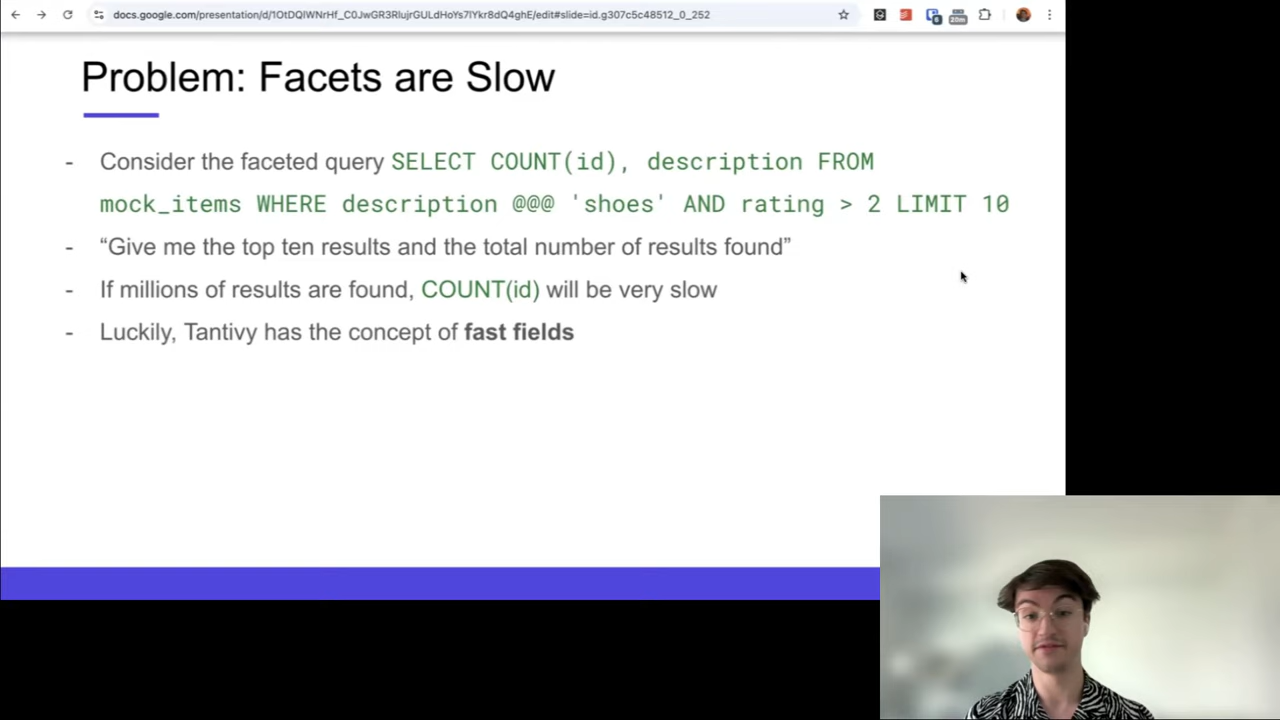 docs.google.com/presentation/d/1OtDQlWNrHf_C0JwGR3RlujrGULdHoYs7lYkr8dQ4ghE/edit#slide=id.g307c5c48512_0_252
6
20m
Problem: Facets are Slow
- Consider the faceted query SELECT COUNT(id), description FROM
mock_items WHERE description @@@ 'shoes' AND rating > 2 LIMIT 10
- “Give me the top ten results and the total number of results found”
- If millions of results are found, COUNT(id) will be very slow
- Luckily, Tantivy has the concept of fast fields